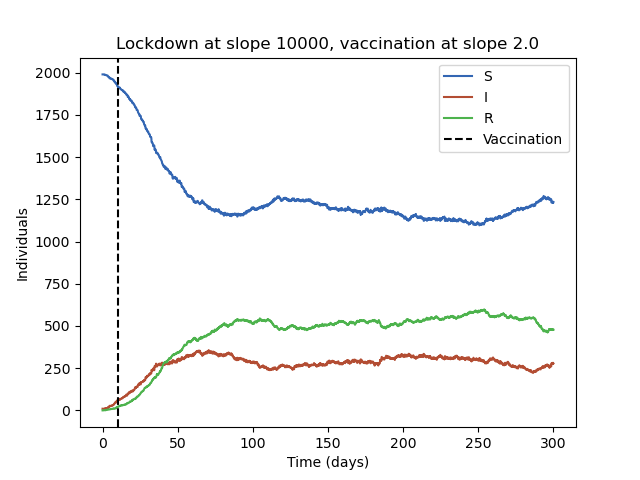 Lockdown at slope 10000, vaccination at slope 2.0
S
I
R
Vaccination
Individuals
2000
1750
1500
1250
1000
750
500
250
0
0 50 100 150 200 250 300
Time (days)